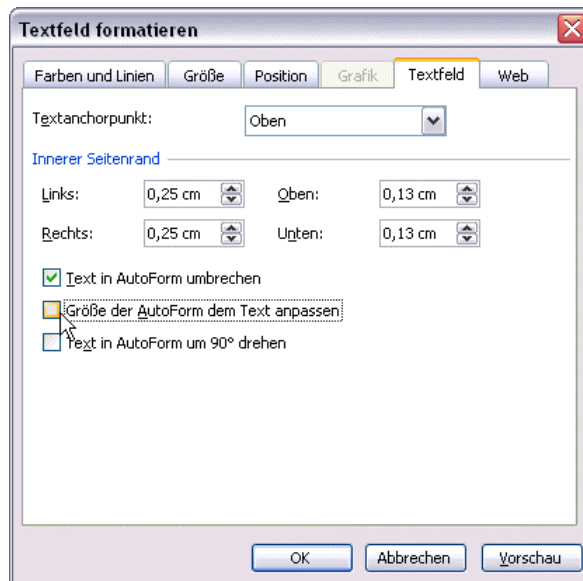 Textfeld formatieren
Farben und Linien Größe Position Grafik Textfeld Web
Textanchorpunkt: Oben
Innerer Seitenrand
Links: 0,25 cm Oben: 0,13 cm
Rechts: 0,25 cm Unten: 0,13 cm
Text in AutoForm umbrechen
Größe der AutoForm dem Text anpassen
Text in AutoForm um 90° drehen
OK Abbrechen Vorschau